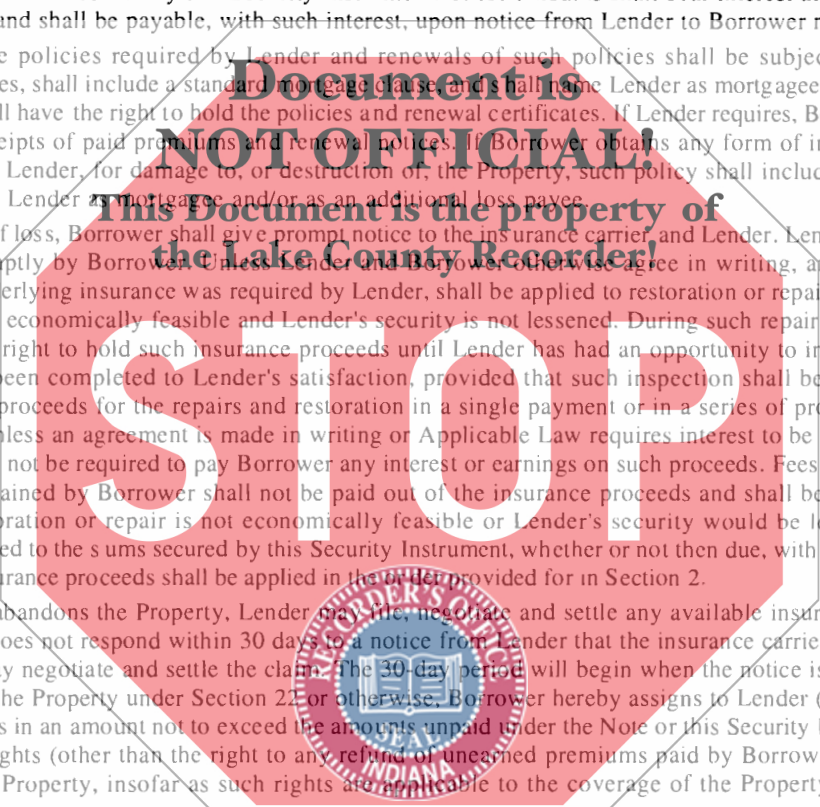 and shall be payable, with such interest, upon notice from Lender to Borrower r
e policies required by Lender and renewals of such policies shall be subjec
es, shall include a standard mortgage clause, and shall name Lender as mortgagee
ll have the right to hold the policies and renewal certificates. If Lender requires, B
eipts of paid premiums and renewal notices. If Borrower obtains any form of in
Lender, for damage to, or destruction of, the Property, such policy shall includ
Lender as mortgagee and/or as an additional loss payee.
Document is
NOT OFFICIAL!
This Document is the property of
the Lake County Recorder!
f loss, Borrower shall give prompt notice to the insurance carrier and Lender. Len
ptly by Borrower. Unless Lender and Borrower otherwise agree in writing, a
erlying insurance was required by Lender, shall be applied to restoration or repai
economically feasible and Lender's security is not lessened. During such repair
right to hold such insurance proceeds until Lender has had an opportunity to in
een completed to Lender's satisfaction, provided that such inspection shall be
proceeds for the repairs and restoration in a single payment or in a series of pro
nless an agreement is made in writing or Applicable Law requires interest to be
not be required to pay Borrower any interest or earnings on such proceeds. Fees
ained by Borrower shall not be paid out of the insurance proceeds and shall be
oration or repair is not economically feasible or Lender's security would be le
ed to the sums secured by this Security Instrument, whether or not then due, with
urance proceeds shall be applied in the order provided for in Section 2.
STOP
abandons the Property, Lender may file, negotiate and settle any available insur
oes not respond within 30 days to a notice from Lender that the insurance carrie
y negotiate and settle the claim. The 30-day period will begin when the notice is
he Property under Section 22 or otherwise, Borrower hereby assigns to Lender (
s in an amount not to exceed the amounts unpaid under the Note or this Security I
ghts (other than the right to any refund of unearned premiums paid by Borrow
Property, insofar as such rights are applicable to the coverage of the Property
RECORDER'S OFFICE
SEAL
INDIANA